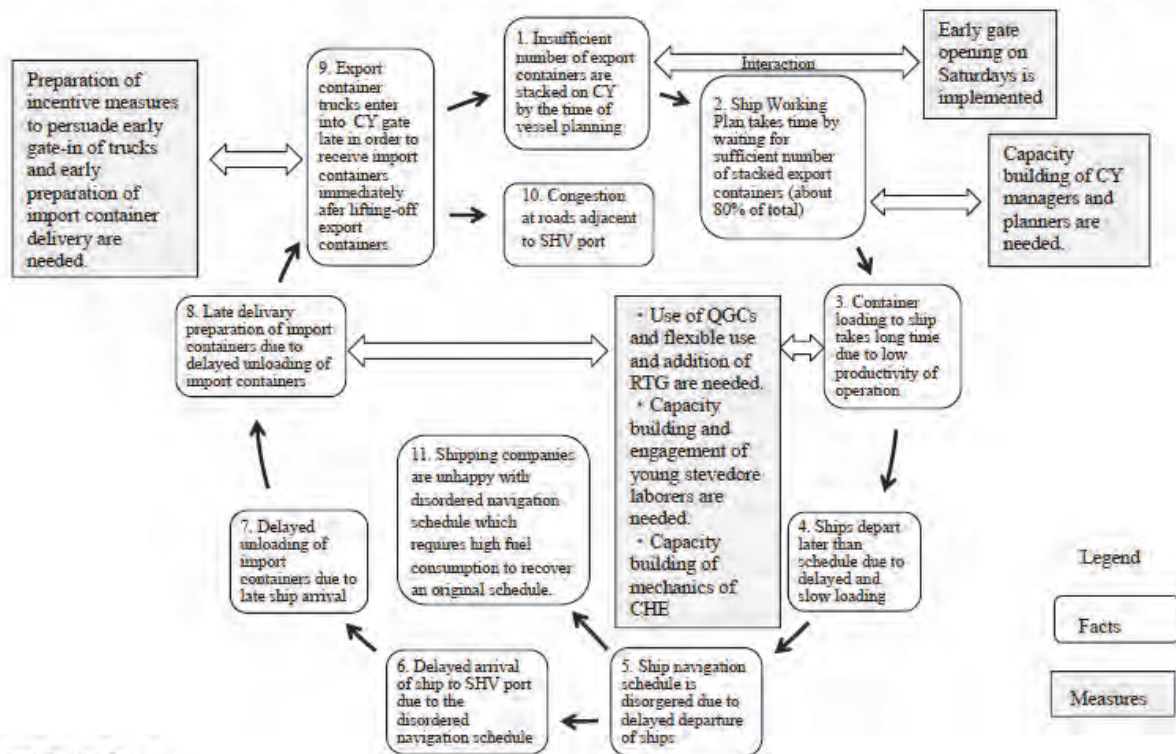 Preparation of
incentive measures
to persuade early
gate-in of trucks
and early
preparation of
import container
delivery are
needed.
9. Export
container
trucks enter
into CY gate
late in order to
receive import
containers
immediately
afer lifting-off
export
containers
1. Insufficient
number of export
containers are
stacked on CY
by the time of
vessel planning
Interaction
Early gate
opening on
Saturdays is
implemented
2. Ship Working
Plan takes time by
waiting for
sufficient number
of stacked export
containers (about
80% of total)
Capacity
building of CY
managers and
planners are
needed.
10. Congestion
at roads adjacent
to SHV port
8. Late delivary
preparation of import
containers due to
delayed unloading of
import containers
・Use of QGCs
and flexible use
and addition of
RTG are needed.
・Capacity
building and
engagement of
young stevedore
laborers are
needed.
・Capacity
building of
mechanics of
CHE
3. Container
loading to ship
takes long time
due to low
productivity of
operation
11. Shipping companies
are unhappy with
disordered navigation
schedule which
requires high fuel
consumption to recover
an original schedule.
7. Delayed
unloading of
import
containers due to
late ship arrival
4. Ships depart
later than
schedule due to
delayed and
slow loading
6. Delayed arrival
of ship to SHV port
due to the
disordered
navigation schedule
5. Ship navigation
schedule is
disorgered due to
delayed departure
of ships
Legend
Facts
Measures